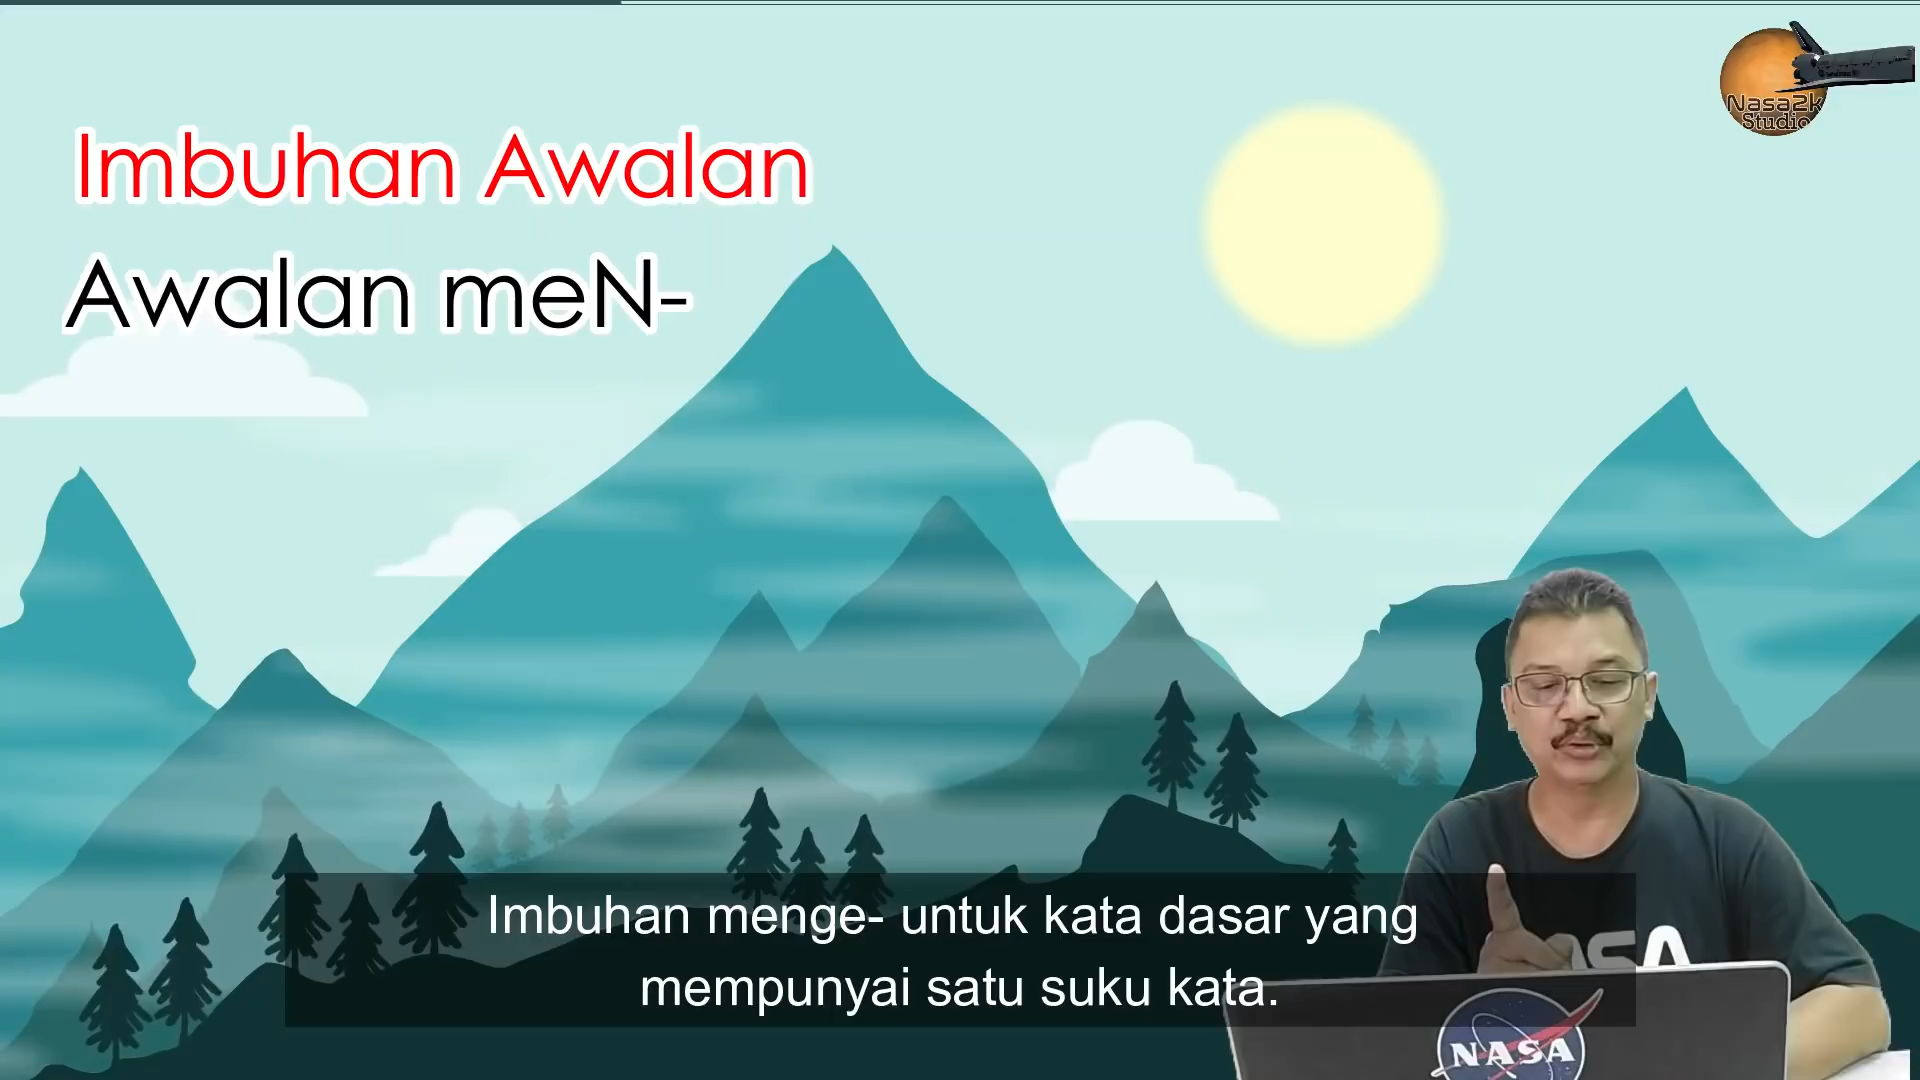 Nasa2k
Studio
Imbuhan Awalan
Awalan meN-
Imbuhan menge- untuk kata dasar yang
mempunyai satu suku kata.
NASA